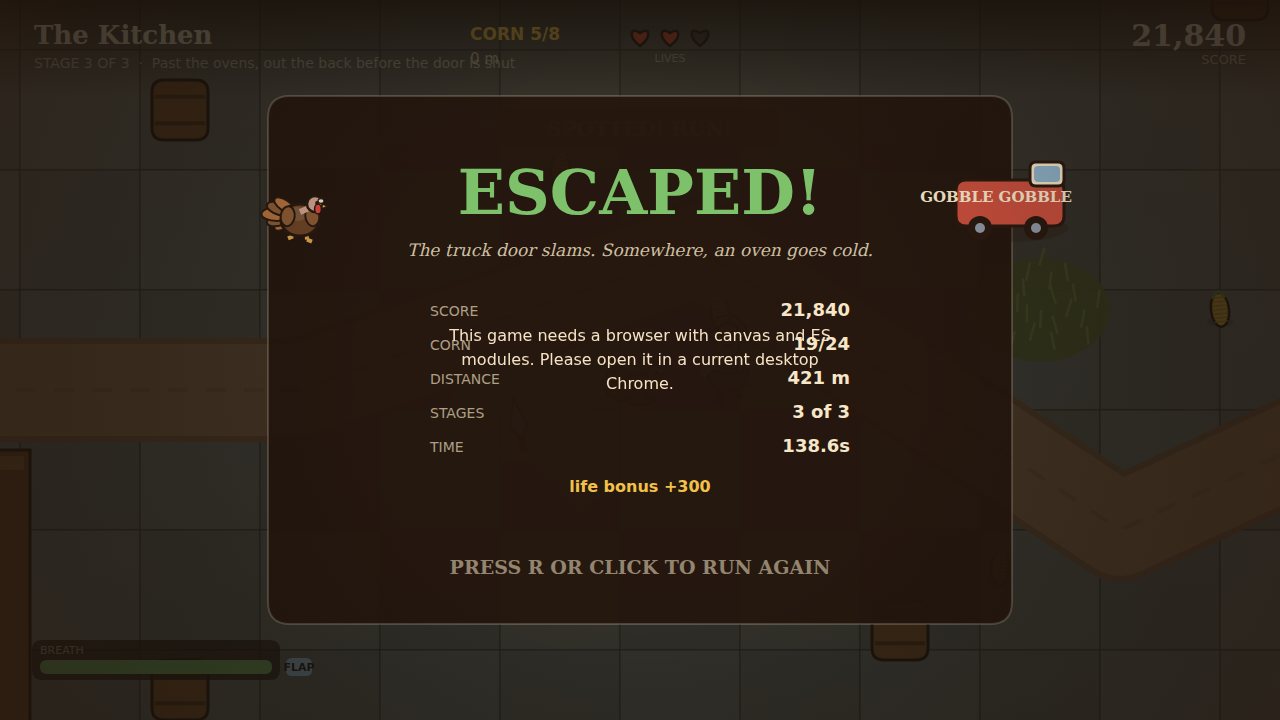 The Kitchen
CORN 5/8
21,840
STAGE 3 OF 3 · Past the ovens, out the back before the door is shut
0 m
LIVES
SCORE
SPOTTED! RUN!
ESCAPED!
GOBBLE GOBBLE
The truck door slams. Somewhere, an oven goes cold.
SCORE 21,840
This game needs a browser with canvas and ES
CORN 19/24
modules. Please open it in a current desktop
DISTANCE 421 m
Chrome.
STAGES 3 of 3
TIME 138.6s
life bonus +300
PRESS R OR CLICK TO RUN AGAIN
BREATH
FLAP